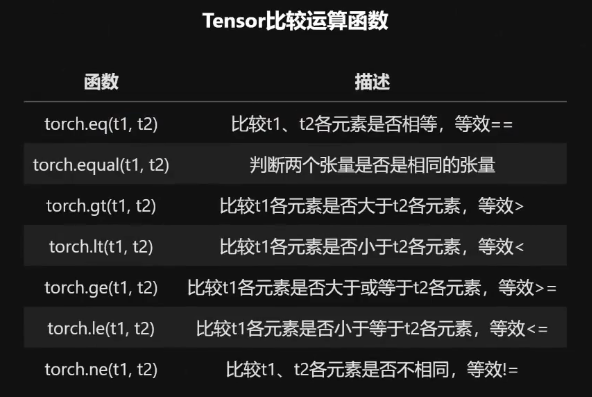 Tensor比较运算函数
函数 描述
torch.eq(t1, t2) 比较t1、t2各元素是否相等，等效==
torch.equal(t1, t2) 判断两个张量是否是相同的张量
torch.gt(t1, t2) 比较t1各元素是否大于t2各元素，等效>
torch.lt(t1, t2) 比较t1各元素是否小于t2各元素，等效<
torch.ge(t1, t2) 比较t1各元素是否大于或等于t2各元素，等效>=
torch.le(t1, t2) 比较t1各元素是否小于等于t2各元素，等效<=
torch.ne(t1, t2) 比较t1、t2各元素是否不相同，等效!=